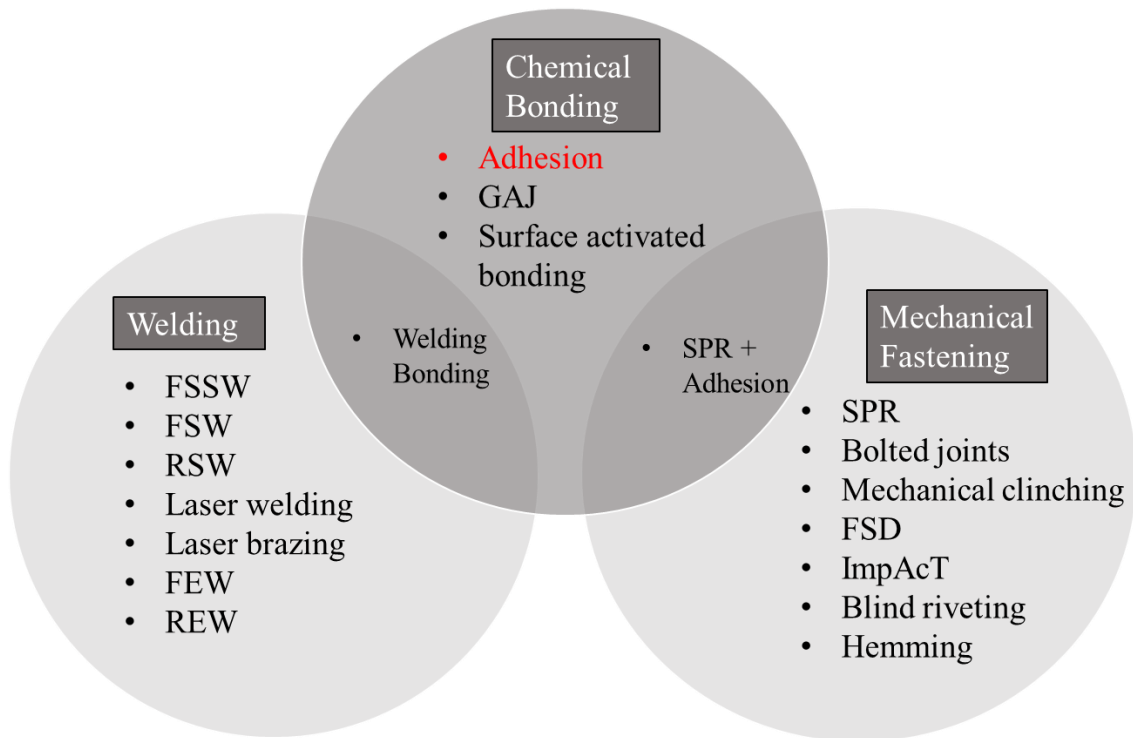 Chemical
Bonding
• Adhesion
• GAJ
• Surface activated
bonding
Welding
• FSSW
• FSW
• RSW
• Laser welding
• Laser brazing
• FEW
• REW
• Welding
Bonding
• SPR +
Adhesion
Mechanical
Fastening
• SPR
• Bolted joints
• Mechanical clinching
• FSD
• ImpAcT
• Blind riveting
• Hemming